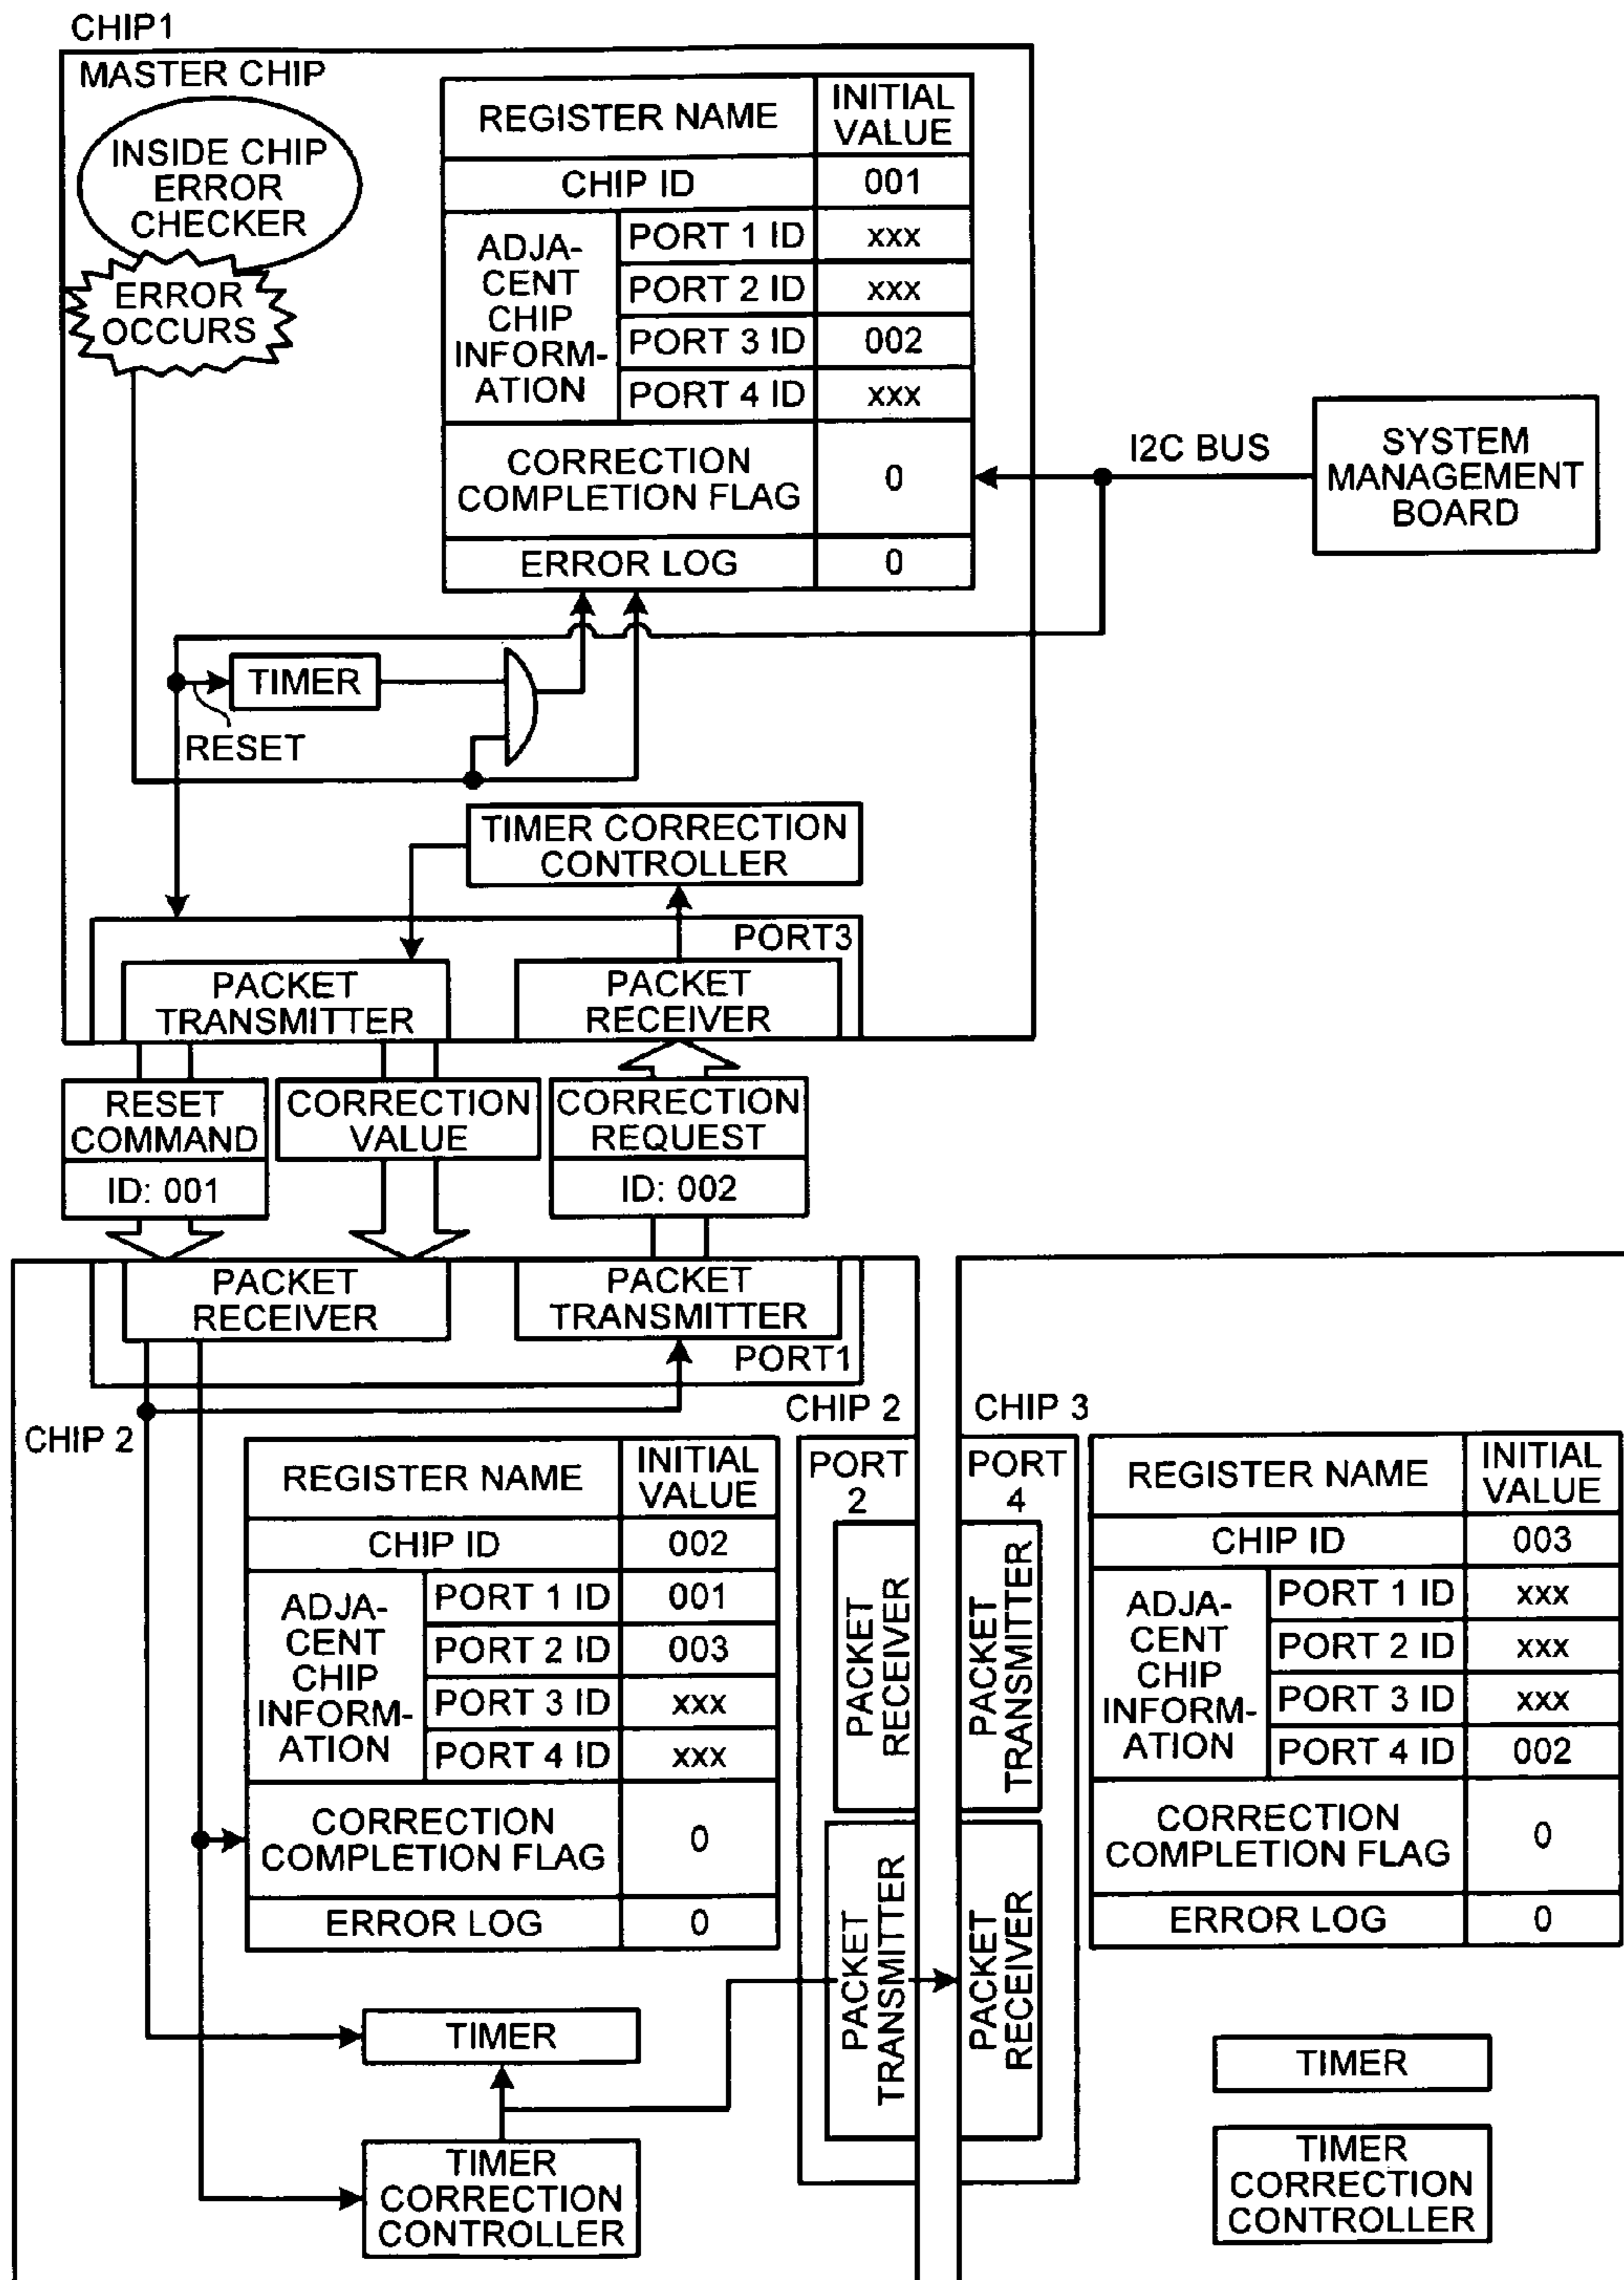 CHIP1
MASTER CHIP
INSIDE CHIP
ERROR
CHECKER
ERROR
OCCURS
REGISTER NAME
INITIAL
VALUE
CHIP ID
001
ADJA-
CENT
CHIP
INFORM-
ATION
PORT 1 ID
xxx
PORT 2 ID
xxx
PORT 3 ID
002
PORT 4 ID
xxx
CORRECTION
COMPLETION FLAG
0
ERROR LOG
0
I2C BUS
SYSTEM
MANAGEMENT
BOARD
TIMER
RESET
TIMER CORRECTION
CONTROLLER
PORT3
PACKET
TRANSMITTER
PACKET
RECEIVER
RESET
COMMAND
ID: 001
CORRECTION
VALUE
CORRECTION
REQUEST
ID: 002
PACKET
RECEIVER
PACKET
TRANSMITTER
PORT1
CHIP 2
CHIP 2
CHIP 3
REGISTER NAME
INITIAL
VALUE
CHIP ID
002
ADJA-
CENT
CHIP
INFORM-
ATION
PORT 1 ID
001
PORT 2 ID
003
PORT 3 ID
xxx
PORT 4 ID
xxx
CORRECTION
COMPLETION FLAG
0
ERROR LOG
0
PORT
2
PACKET
RECEIVER
PACKET
TRANSMITTER
PORT
4
PACKET
TRANSMITTER
PACKET
RECEIVER
REGISTER NAME
INITIAL
VALUE
CHIP ID
003
ADJA-
CENT
CHIP
INFORM-
ATION
PORT 1 ID
xxx
PORT 2 ID
xxx
PORT 3 ID
xxx
PORT 4 ID
002
CORRECTION
COMPLETION FLAG
0
ERROR LOG
0
TIMER
TIMER
CORRECTION
CONTROLLER
TIMER
TIMER
CORRECTION
CONTROLLER